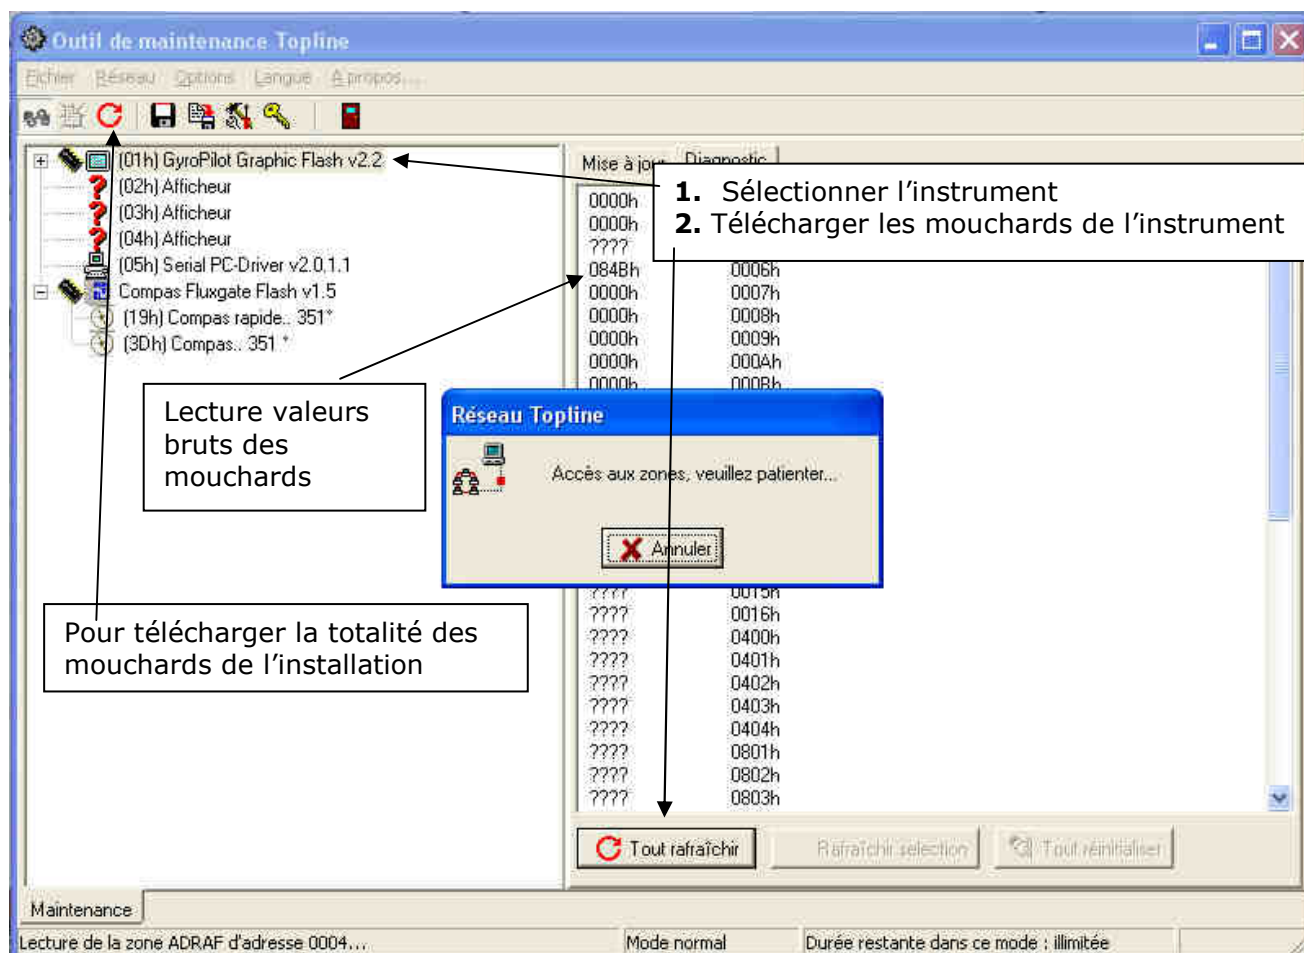 Outil de maintenance Topline
Fichier Réseau Options Langue A propos...
(01h) GyroPilot Graphic Flash v2.2
(02h) Afficheur
(03h) Afficheur
(04h) Afficheur
(05h) Serial PC-Driver v2.0.1.1
Compas Fluxgate Flash v1.5
(19h) Compas rapide.. 351°
(3Dh) Compas.. 351 °
Mise à jour Diagnostic
1. Sélectionner l’instrument
2. Télécharger les mouchards de l’instrument
0000h
0000h
????
084Bh 0006h
0000h 0007h
0000h 0008h
0000h 0009h
0000h 000Ah
0000h 000Bh
Lecture valeurs
bruts des
mouchards
Réseau Topline
Accès aux zones, veuillez patienter...
Annuler
???? 0015h
???? 0016h
???? 0400h
???? 0401h
???? 0402h
???? 0403h
???? 0404h
???? 0801h
???? 0802h
???? 0803h
Pour télécharger la totalité des
mouchards de l’installation
Tout rafraîchir Rafraîchir selection Tout réinitialiser
Maintenance
Lecture de la zone ADRAF d'adresse 0004... Mode normal Durée restante dans ce mode : illimitée